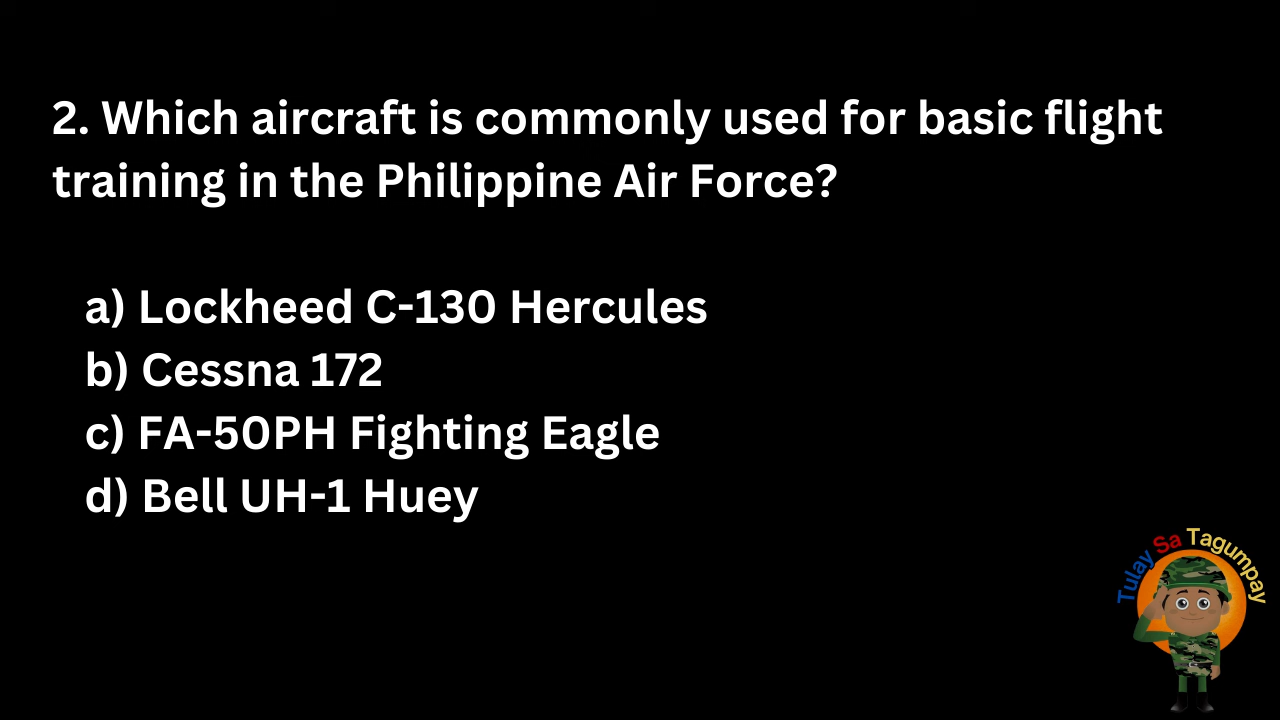 2. Which aircraft is commonly used for basic flight
training in the Philippine Air Force?
a) Lockheed C-130 Hercules
b) Cessna 172
c) FA-50PH Fighting Eagle
d) Bell UH-1 Huey
Tulay Sa Tagumpay